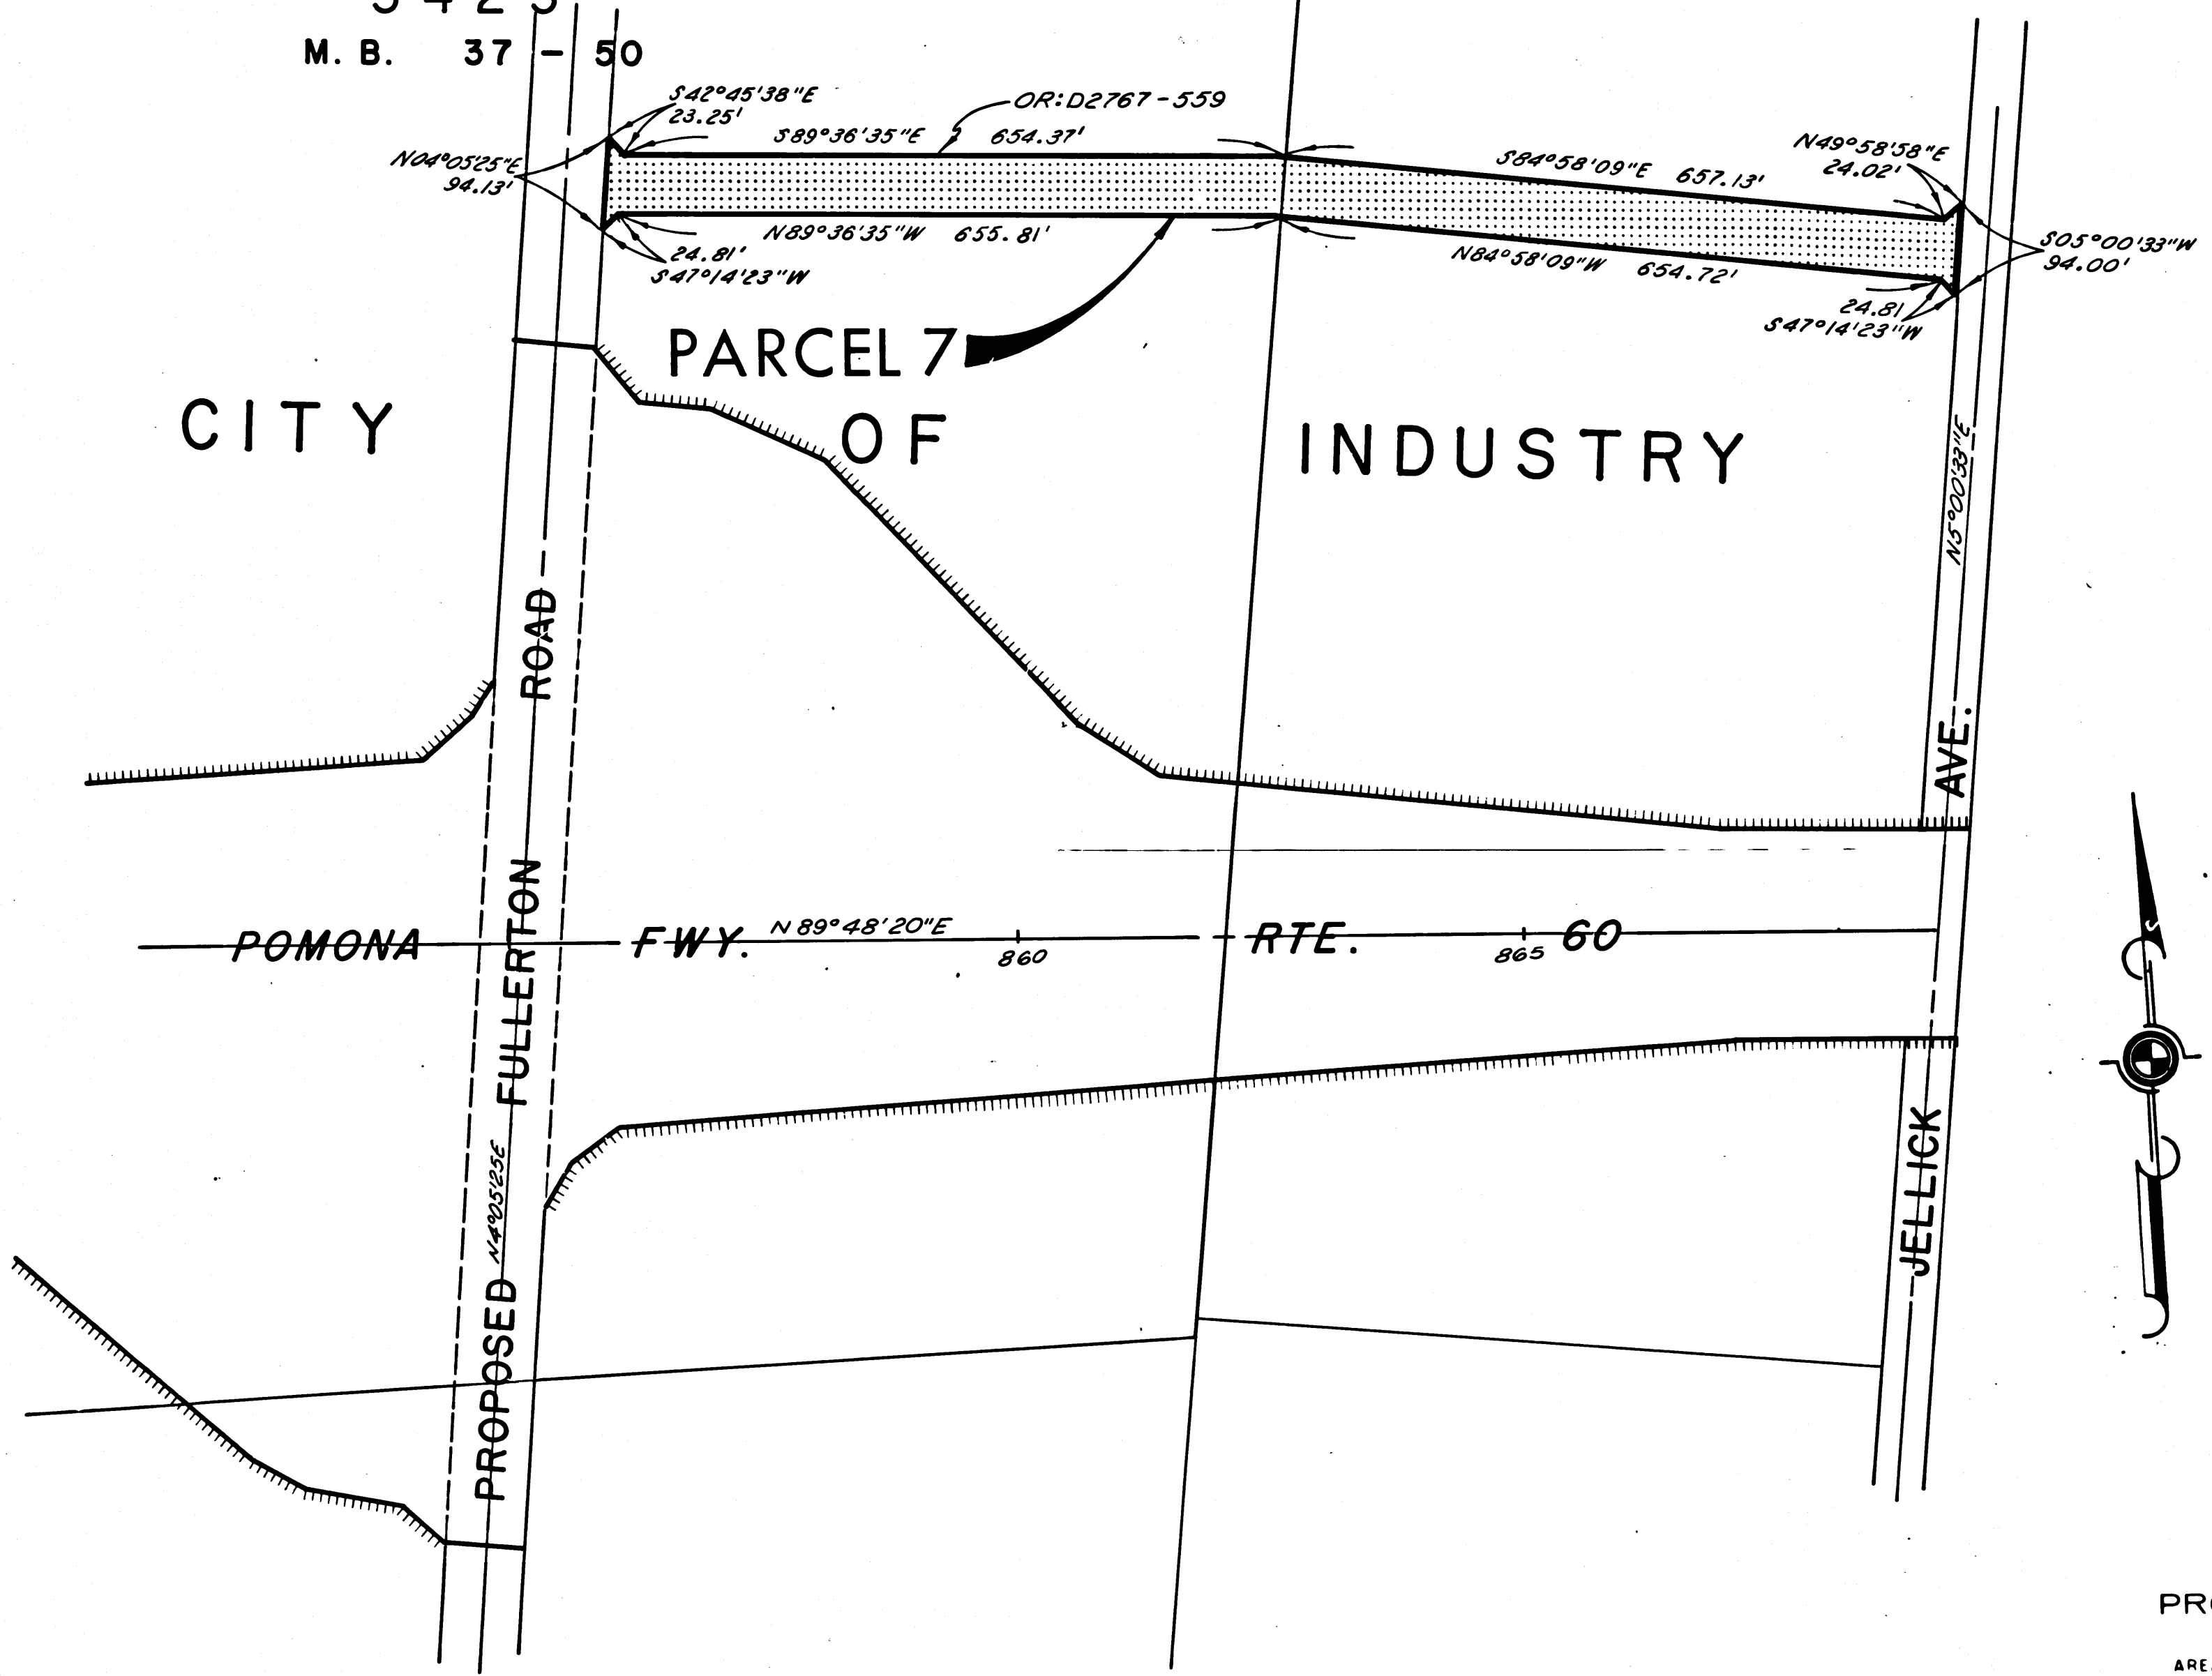 M. B. 37 - 50
S42°45'38"E
23.25'
OR: D2767-559
S89°36'35"E 654.37'
N04°05'25"E
94.13'
S84°58'09"E 657.13'
N49°58'58"E
24.02'
N89°36'35"W 655.81'
24.81'
S47°14'23"W
N84°58'09"W 654.72'
S05°00'33"W
94.00'
24.81
S47°14'23"W
PARCEL 7
CITY OF INDUSTRY
N5°00'33"E
JELLICK AVE.
PROPOSED FULLERTON ROAD
N4°05'25E
POMONA FWY. N89°48'20"E RTE. 60
860
865